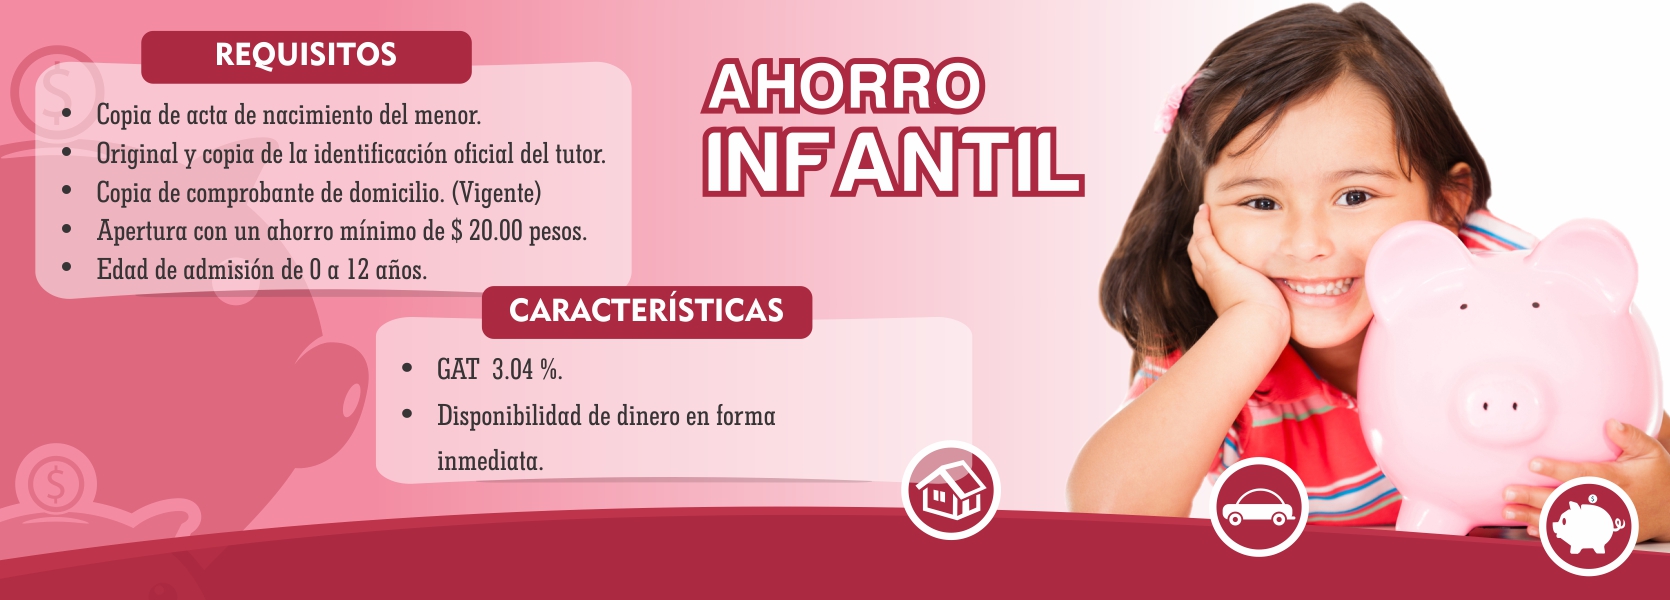 REQUISITOS
• Copia de acta de nacimiento del menor.
• Original y copia de la identificación oficial del tutor.
• Copia de comprobante de domicilio. (Vigente)
• Apertura con un ahorro mínimo de $ 20.00 pesos.
• Edad de admisión de 0 a 12 años.
AHORRO
INFANTIL
CARACTERÍSTICAS
• GAT 3.04 %.
• Disponibilidad de dinero en forma
inmediata.
$
$
$